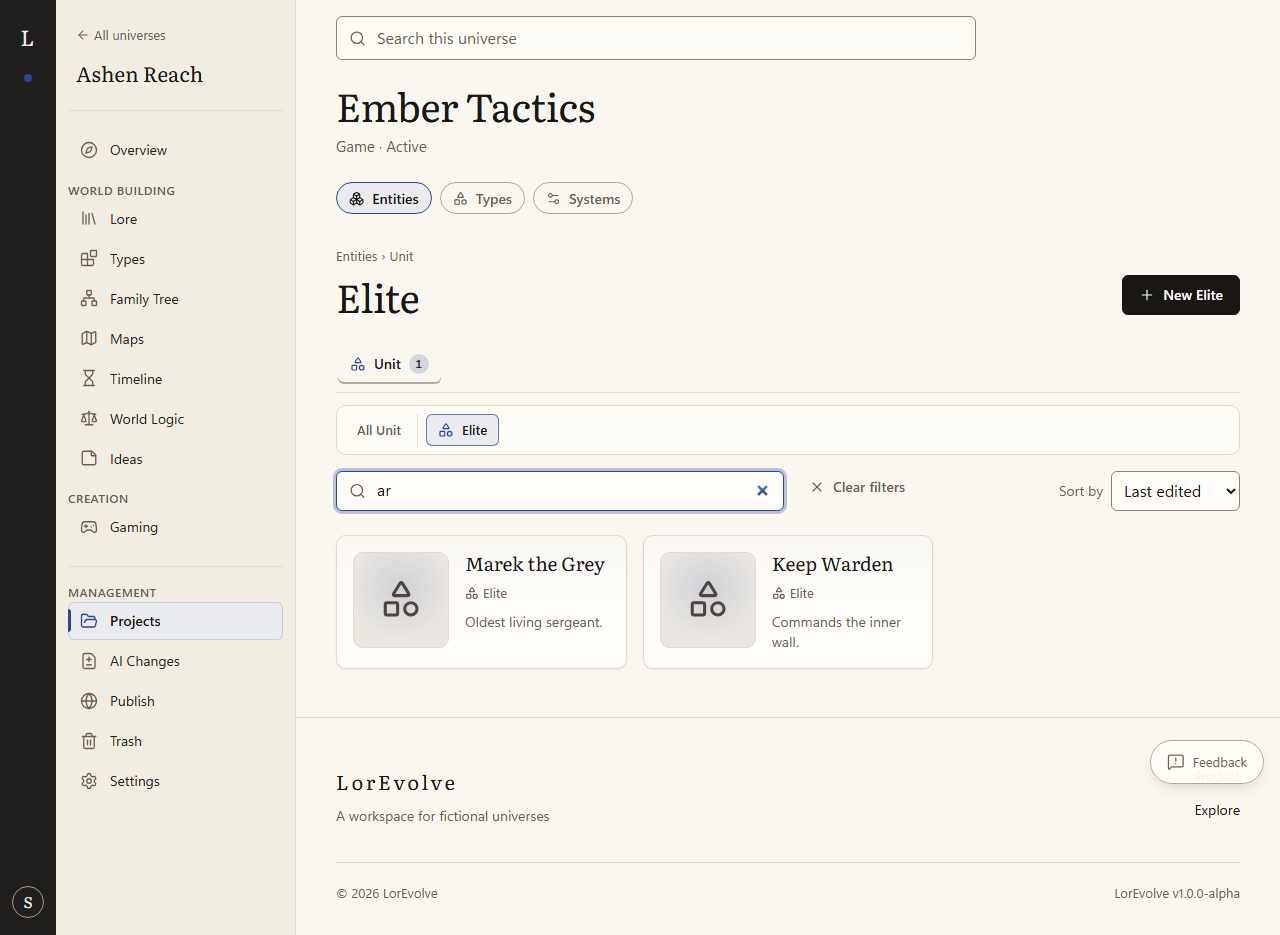 L
← All universes
Ashen Reach
Overview
WORLD BUILDING
Lore
Types
Family Tree
Maps
Timeline
World Logic
Ideas
CREATION
Gaming
MANAGEMENT
Projects
AI Changes
Publish
Trash
Settings
S
Search this universe
Ember Tactics
Game · Active
Entities
Types
Systems
Entities › Unit
Elite
New Elite
Unit 1
All Unit
Elite
ar
Clear filters
Sort by
Last edited
Marek the Grey
Elite
Oldest living sergeant.
Keep Warden
Elite
Commands the inner
wall.
LorEvolve
A workspace for fictional universes
Feedback
Product
Explore
© 2026 LorEvolve
LorEvolve v1.0.0-alpha